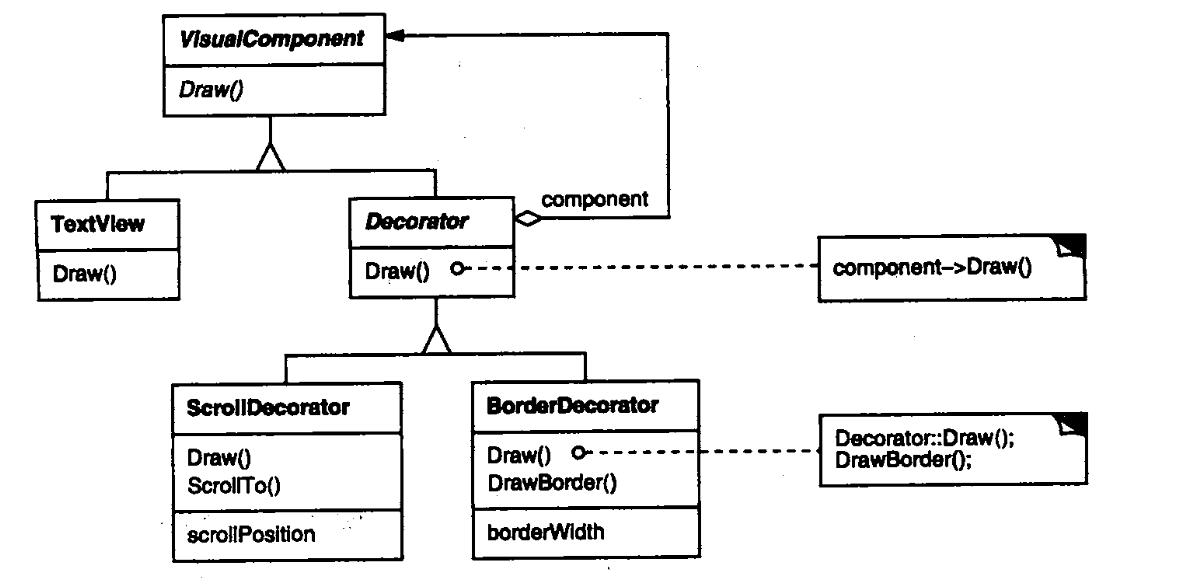 VisualComponent
Draw()
TextView
Draw()
Decorator
Draw()
component
component->Draw()
ScrollDecorator
Draw()
ScrollTo()
scrollPosition
BorderDecorator
Draw()
DrawBorder()
borderWidth
Decorator::Draw();
DrawBorder();